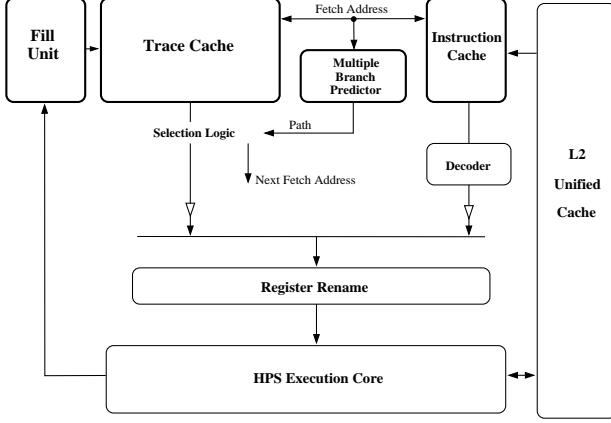 Fetch Address
Fill
Unit
Trace Cache
Instruction
Cache
Multiple
Branch
Predictor
Selection Logic
Path
Next Fetch Address
Decoder
L2
Unified
Cache
Register Rename
HPS Execution Core